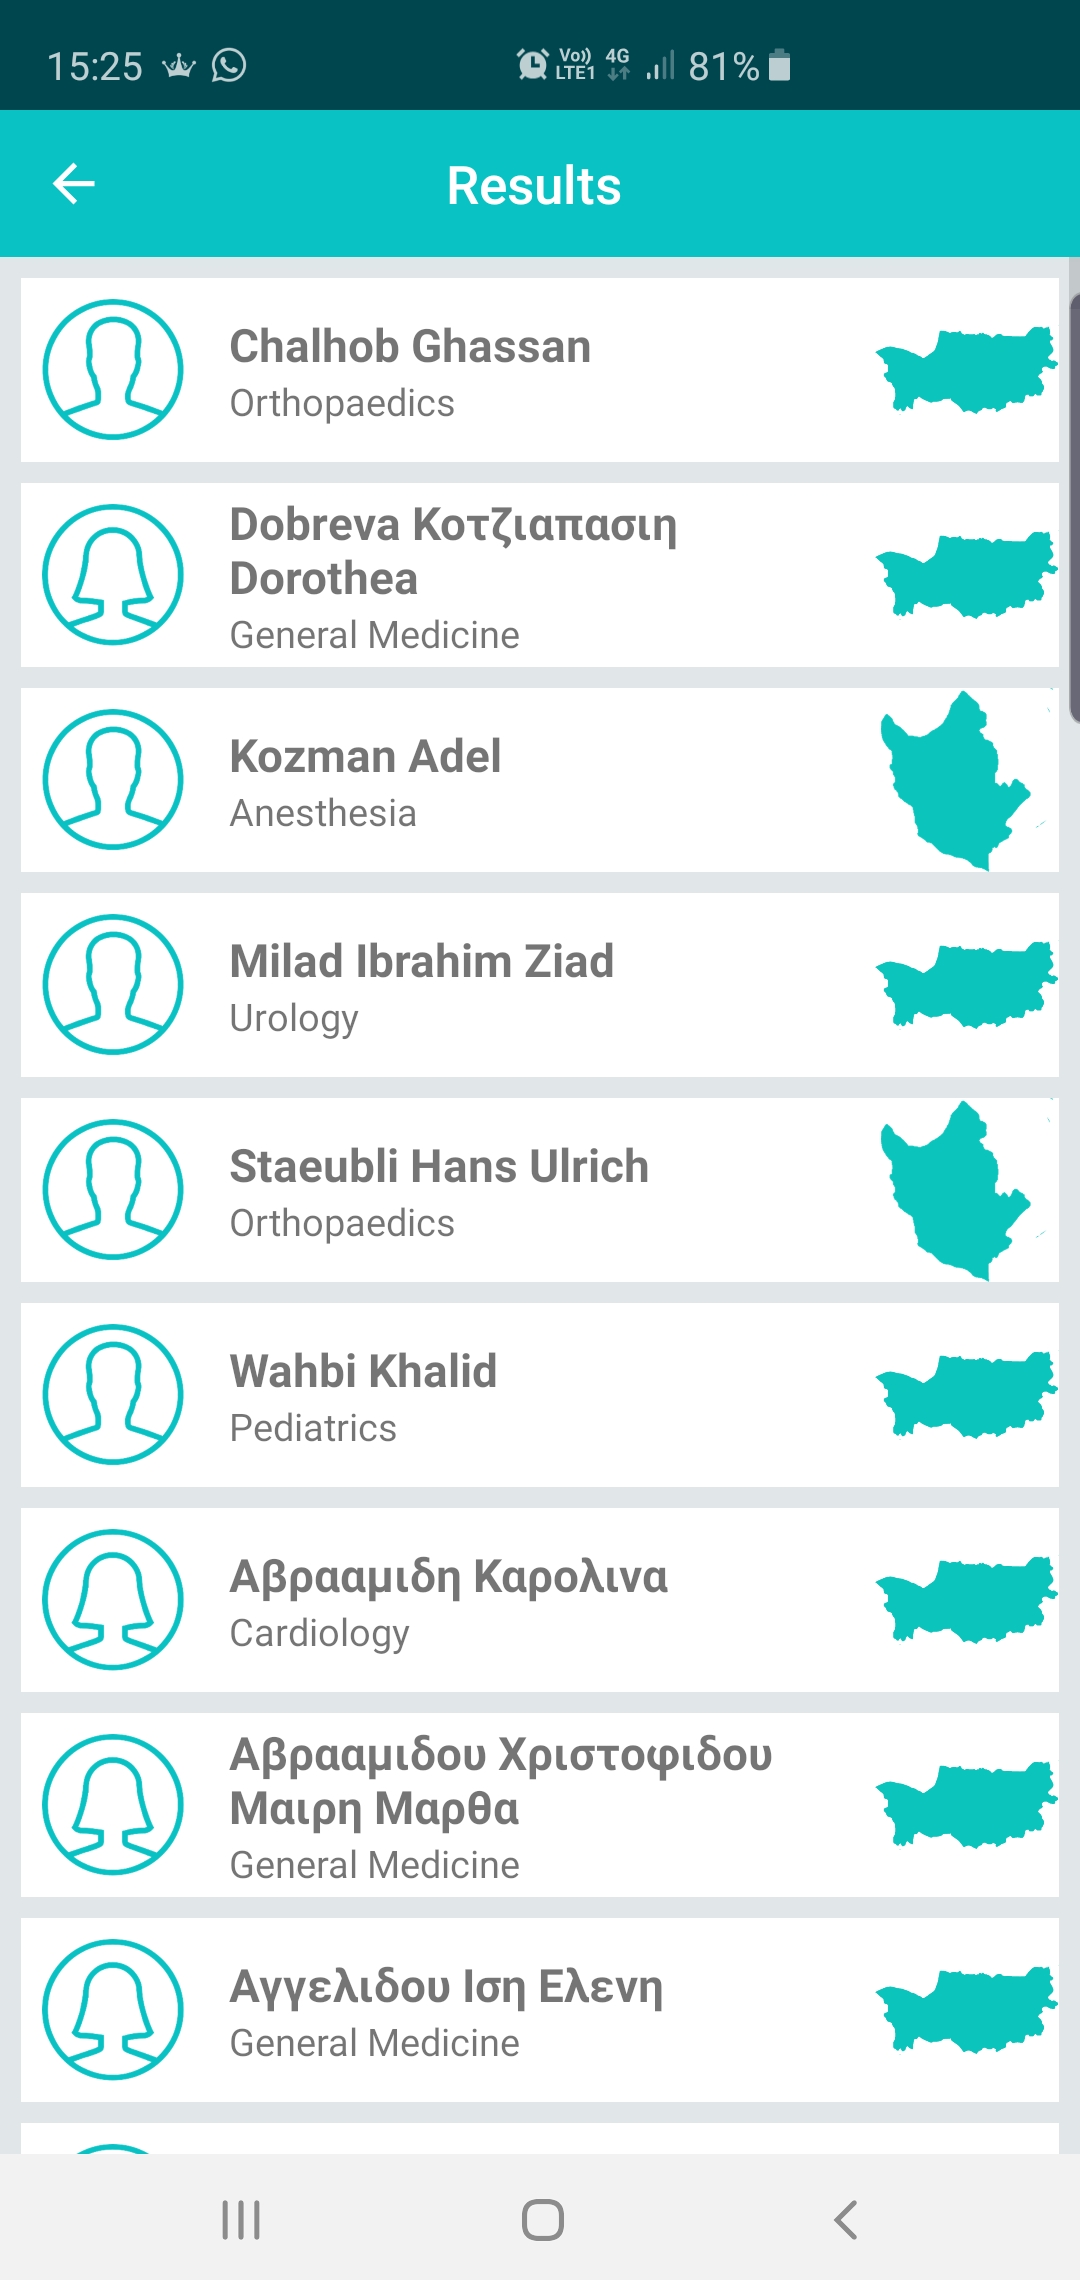 15:25 Vo)) LTE1 4G 81%
Results
Chalhob Ghassan
Orthopaedics
Dobreva Κοτζιαπασιη
Dorothea
General Medicine
Kozman Adel
Anesthesia
Milad Ibrahim Ziad
Urology
Staeubli Hans Ulrich
Orthopaedics
Wahbi Khalid
Pediatrics
Αβρααμιδη Καρολινα
Cardiology
Αβρααμιδου Χριστοφιδου
Μαιρη Μαρθα
General Medicine
Αγγελιδου Ιση Ελενη
General Medicine